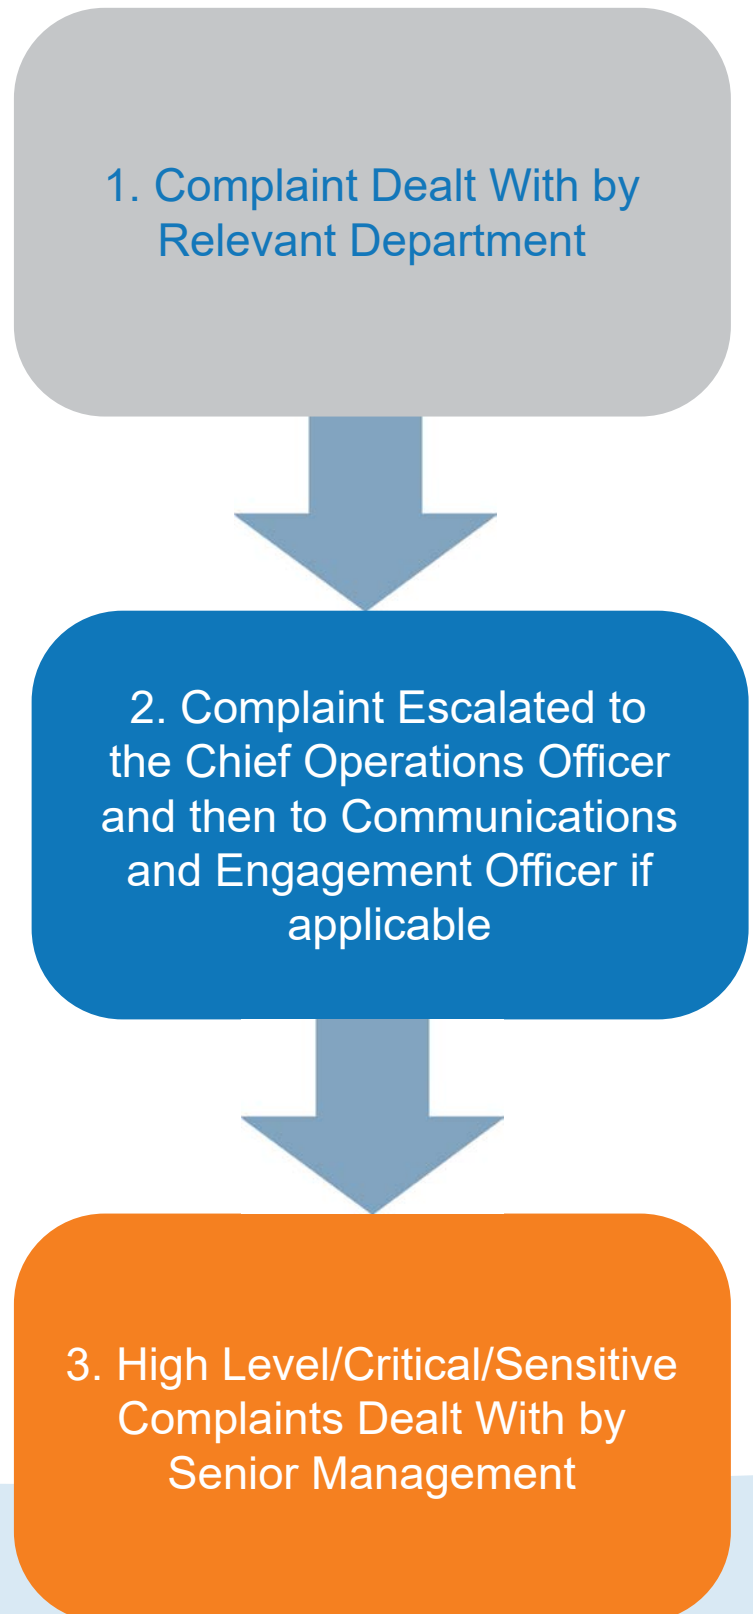 1. Complaint Dealt With by
Relevant Department
2. Complaint Escalated to
the Chief Operations Officer
and then to Communications
and Engagement Officer if
applicable
3. High Level/Critical/Sensitive
Complaints Dealt With by
Senior Management